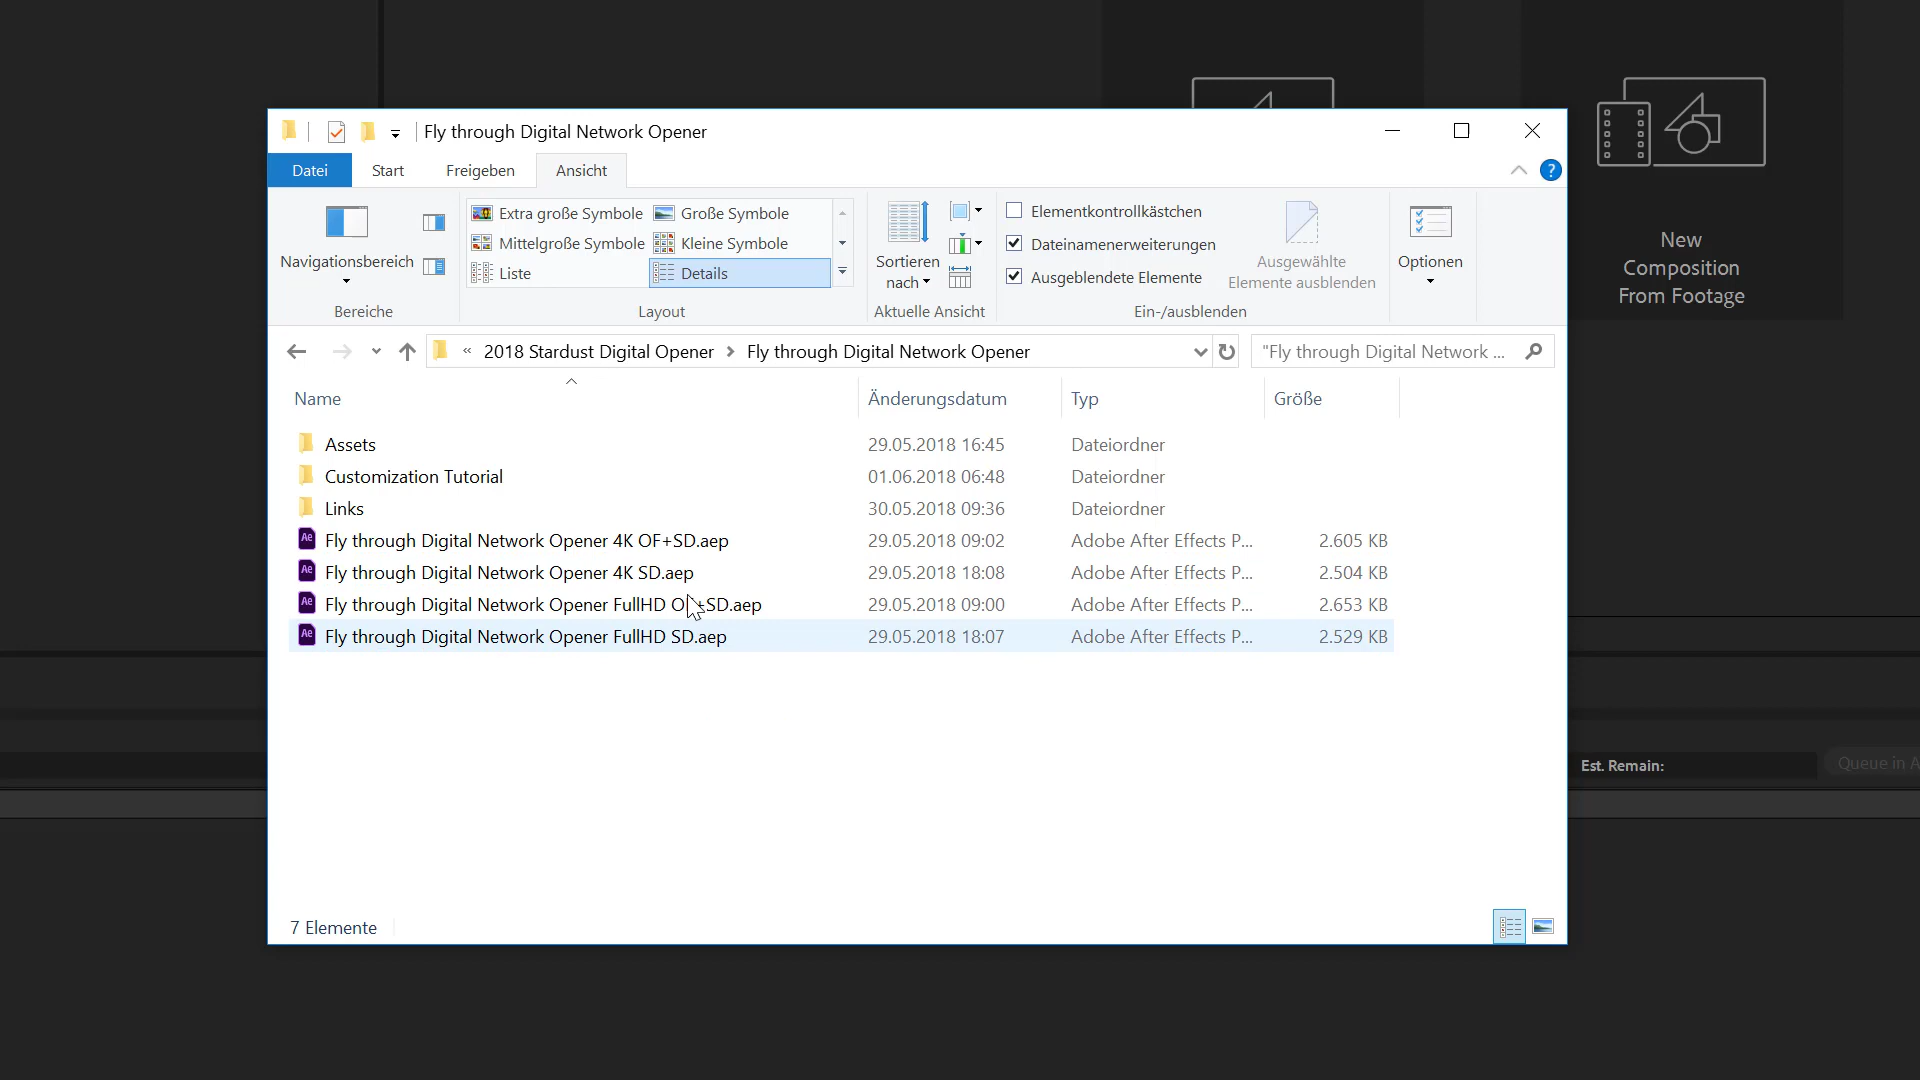 Fly through Digital Network Opener
Datei Start Freigeben Ansicht ?
Navigationsbereich
Bereiche
Extra große Symbole Große Symbole
Mittelgroße Symbole Kleine Symbole
Liste Details
Layout
Sortieren
nach
Aktuelle Ansicht
Elementkontrollkästchen
Dateinamenerweiterungen
Ausgeblendete Elemente
Ausgewählte
Elemente ausblenden
Ein-/ausblenden
Optionen
New
Composition
From Footage
« 2018 Stardust Digital Opener > Fly through Digital Network Opener
"Fly through Digital Network ...
Name Änderungsdatum Typ Größe
Assets 29.05.2018 16:45 Dateiordner
Customization Tutorial 01.06.2018 06:48 Dateiordner
Links 30.05.2018 09:36 Dateiordner
Ae Fly through Digital Network Opener 4K OF+SD.aep 29.05.2018 09:02 Adobe After Effects P... 2.605 KB
Ae Fly through Digital Network Opener 4K SD.aep 29.05.2018 18:08 Adobe After Effects P... 2.504 KB
Ae Fly through Digital Network Opener FullHD OF+SD.aep 29.05.2018 09:00 Adobe After Effects P... 2.653 KB
Ae Fly through Digital Network Opener FullHD SD.aep 29.05.2018 18:07 Adobe After Effects P... 2.529 KB
Est. Remain:
Queue in A
7 Elemente